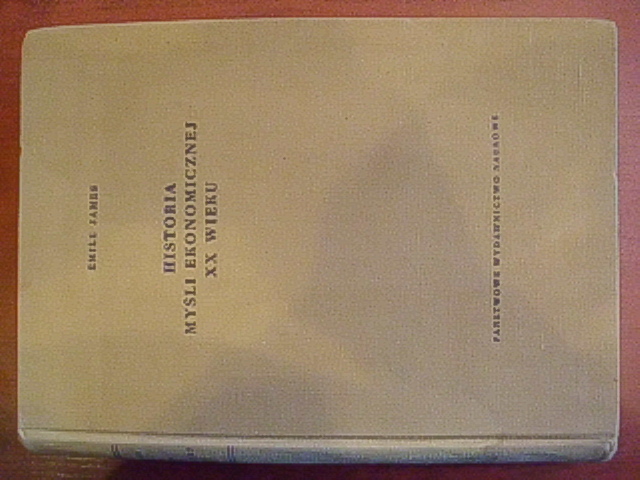 EMILE JAMES
HISTORIA
MYŚLI EKONOMICZNEJ
XX WIEKU
PAŃSTWOWE WYDAWNICTWO NAUKOWE